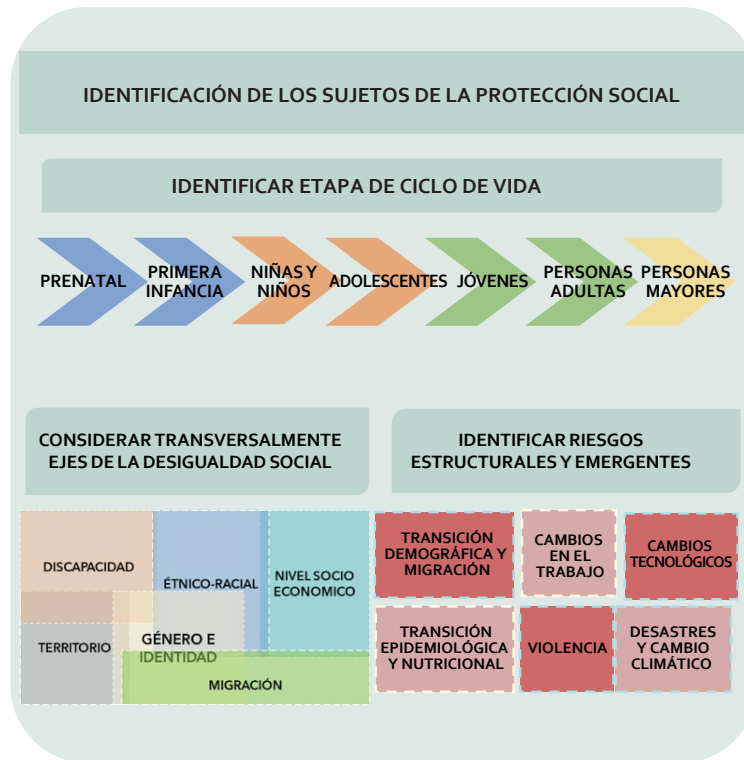 IDENTIFICACIÓN DE LOS SUJETOS DE LA PROTECCIÓN SOCIAL
IDENTIFICAR ETAPA DE CICLO DE VIDA
PRENATAL
PRIMERA
INFANCIA
NIÑAS Y
NIÑOS
ADOLESCENTES
JÓVENES
PERSONAS
ADULTAS
PERSONAS
MAYORES
CONSIDERAR TRANSVERSALMENTE
EJES DE LA DESIGUALDAD SOCIAL
DISCAPACIDAD
ÉTNICO-RACIAL
NIVEL SOCIO
ECONOMICO
TERRITORIO
GÉNERO E
IDENTIDAD
MIGRACIÓN
IDENTIFICAR RIESGOS
ESTRUCTURALES Y EMERGENTES
TRANSICIÓN
DEMOGRÁFICA Y
MIGRACIÓN
CAMBIOS
EN EL
TRABAJO
CAMBIOS
TECNOLÓGICOS
TRANSICIÓN
EPIDEMIOLÓGICA
Y NUTRICIONAL
VIOLENCIA
DESASTRES
Y CAMBIO
CLIMÁTICO